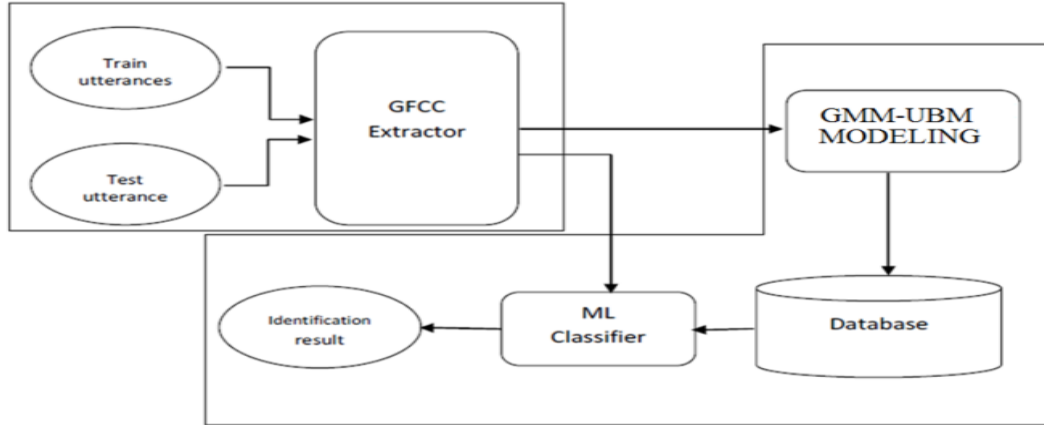 Train
utterances
GFCC
Extractor
GMM-UBM
MODELING
Test
utterance
Identification
result
ML
Classifier
Database